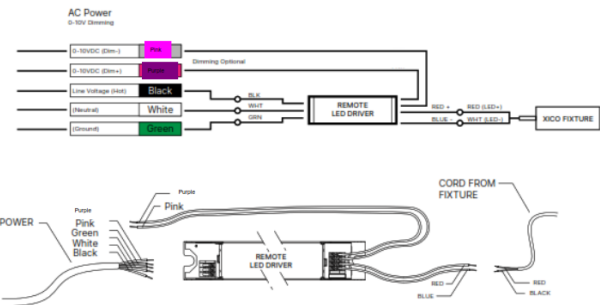 AC Power
0-10V Dimming
0-10VDC (Dim-) Pink
0-10VDC (Dim+) Purple
Dimming Optional
Line Voltage (Hot) Black
(Neutral) White
(Ground) Green
BLK
WHT
GRN
REMOTE
LED DRIVER
RED + RED (LED+)
BLUE - WHT (LED-)
XICO FIXTURE
Purple
Pink
CORD FROM
FIXTURE
POWER
Purple
Pink
Green
White
Black
REMOTE
LED DRIVER
RED
BLUE
RED
BLACK